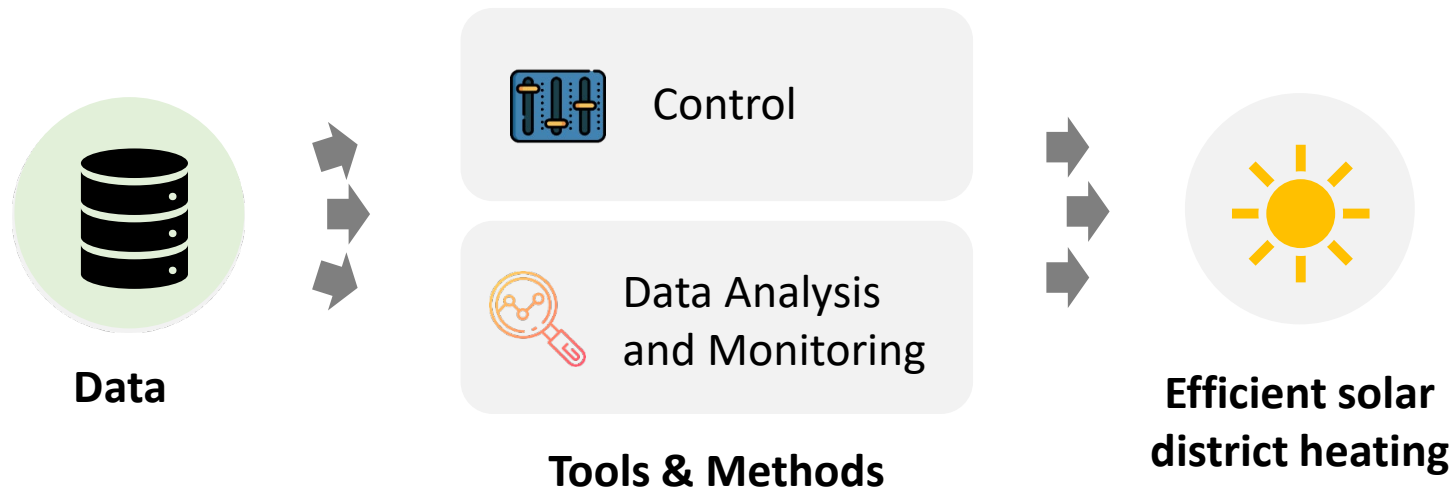 Control
Data Analysis
and Monitoring
Data
Tools & Methods
Efficient solar
district heating